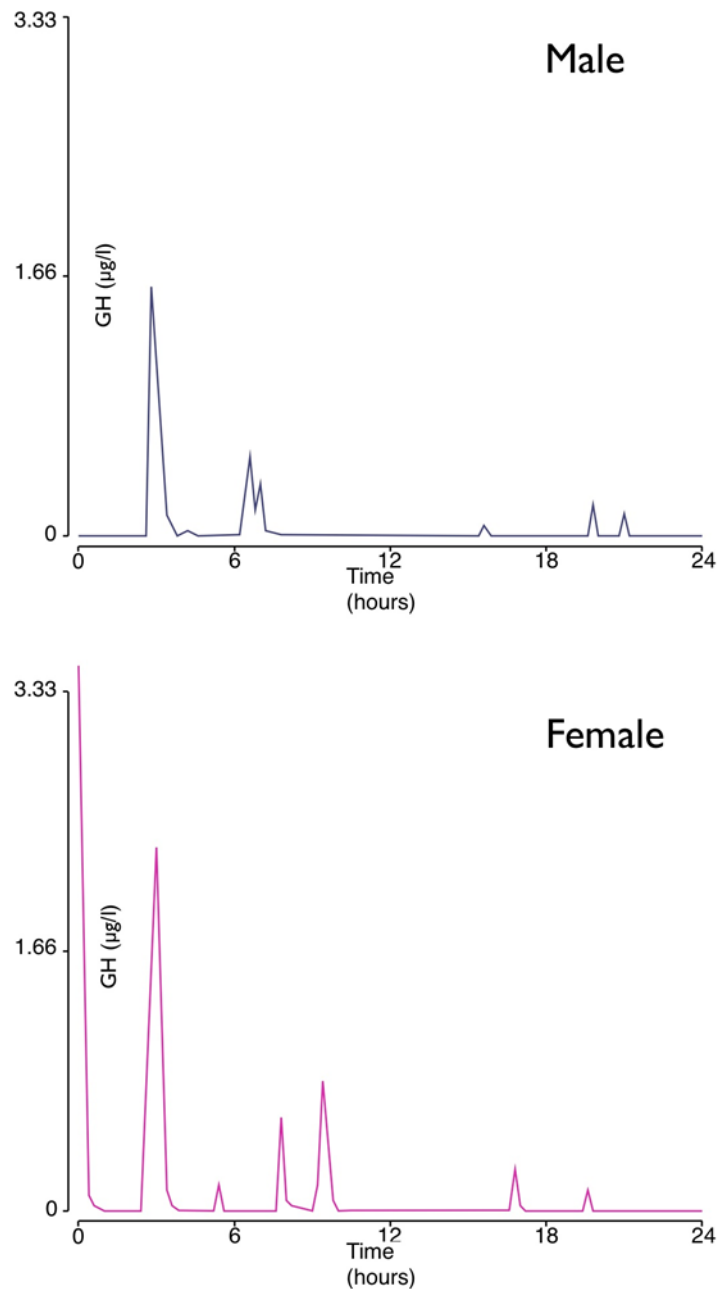 3.33
Male
1.66
GH (µg/l)
0
0 6 12 18 24
Time
(hours)
3.33
Female
1.66
GH (µg/l)
0
0 6 12 18 24
Time
(hours)